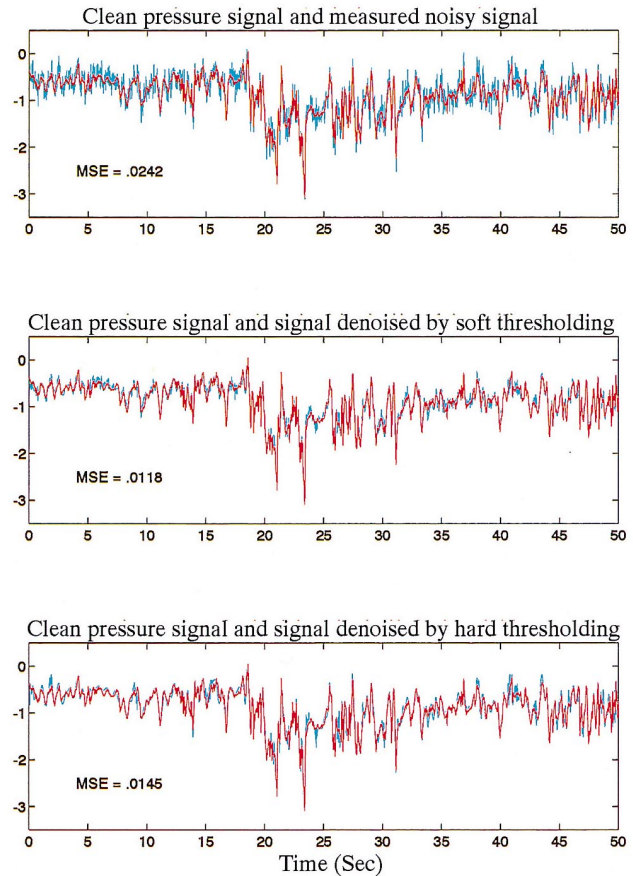 Clean pressure signal and measured noisy signal
0
-1
-2
-3
MSE = .0242
0 5 10 15 20 25 30 35 40 45 50
Clean pressure signal and signal denoised by soft thresholding
0
-1
-2
-3
MSE = .0118
0 5 10 15 20 25 30 35 40 45 50
Clean pressure signal and signal denoised by hard thresholding
0
-1
-2
-3
MSE = .0145
0 5 10 15 20 25 30 35 40 45 50
Time (Sec)